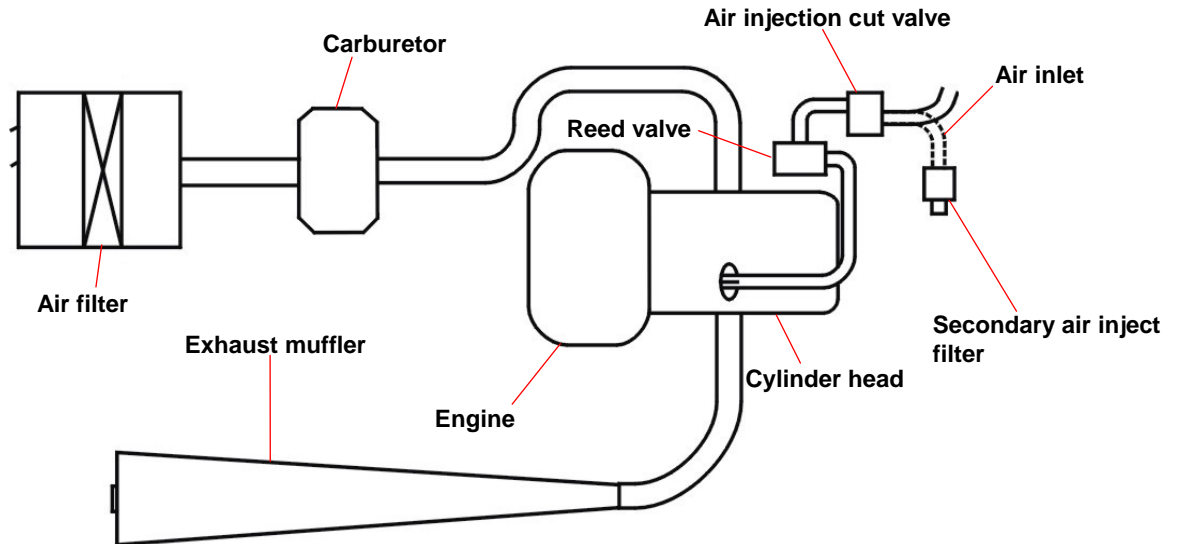 Air injection cut valve
Carburetor
Air inlet
Reed valve
Air filter
Secondary air inject
filter
Exhaust muffler
Cylinder head
Engine